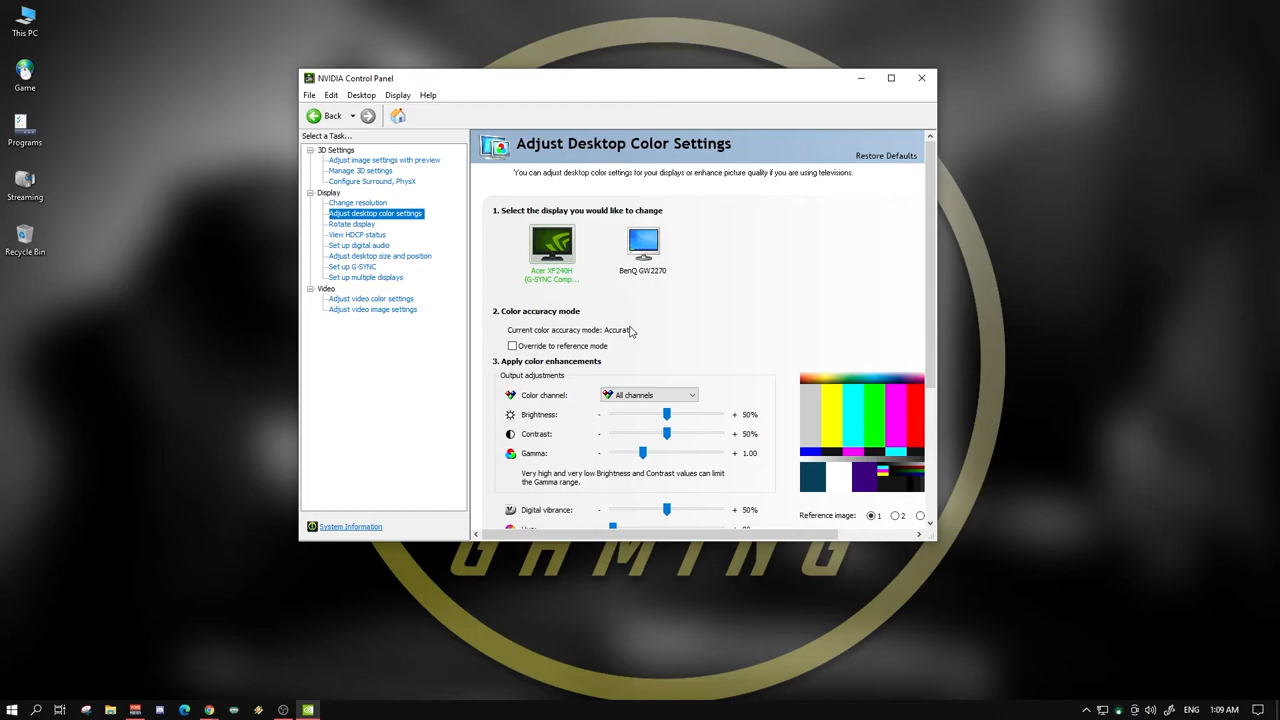 This PC
Game
Programs
Streaming
Recycle Bin
NVIDIA Control Panel
File Edit Desktop Display Help
Back
Select a Task...
3D Settings
Adjust image settings with preview
Manage 3D settings
Configure Surround, PhysX
Display
Change resolution
Adjust desktop color settings
Rotate display
View HDCP status
Set up digital audio
Adjust desktop size and position
Set up G-SYNC
Set up multiple displays
Video
Adjust video color settings
Adjust video image settings
System Information
Adjust Desktop Color Settings
Restore Defaults
You can adjust desktop color settings for your displays or enhance picture quality if you are using televisions.
1. Select the display you would like to change
Acer XF240H
(G-SYNC Comp...
BenQ GW2270
2. Color accuracy mode
Current color accuracy mode: Accurat
Override to reference mode
3. Apply color enhancements
Output adjustments
Color channel: All channels
Brightness: - + 50%
Contrast: - + 50%
Gamma: - + 1.00
Very high and very low Brightness and Contrast values can limit
the Gamma range.
Digital vibrance: - + 50%
Reference image: 1 2
GAMING
ENG 1:09 AM